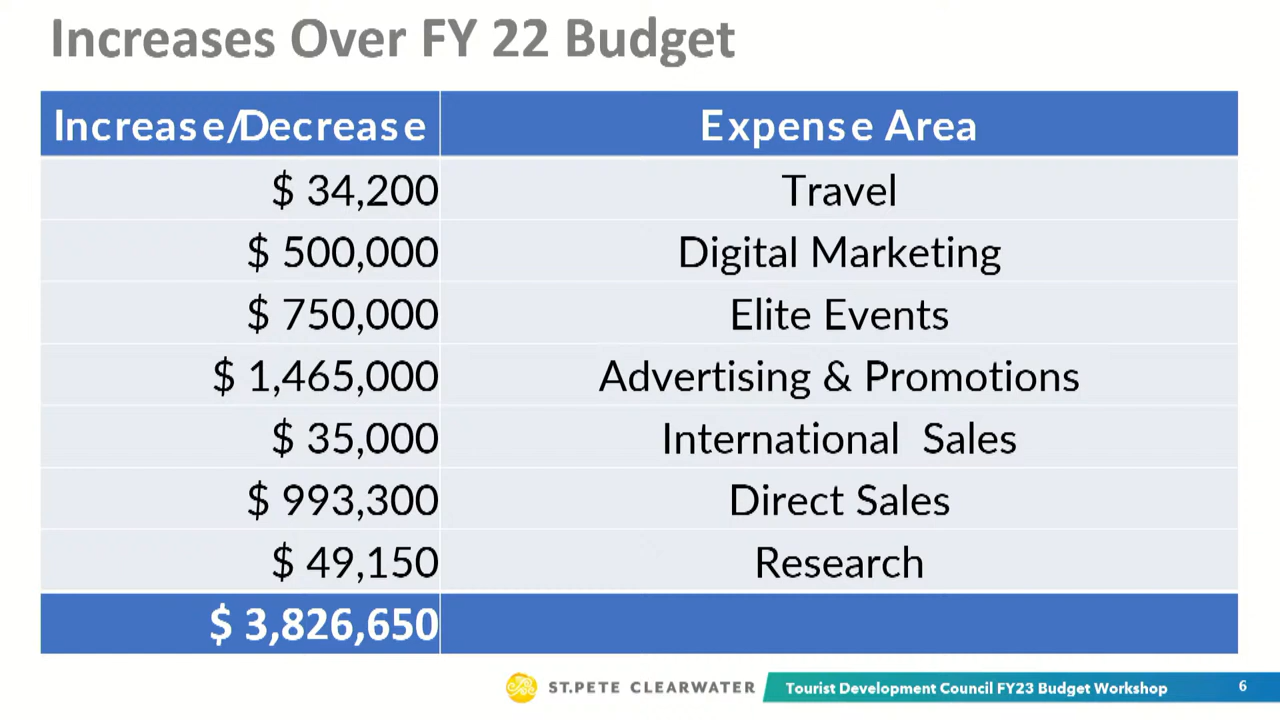 Increases Over FY 22 Budget
Increase/Decrease Expense Area
$ 34,200 Travel
$ 500,000 Digital Marketing
$ 750,000 Elite Events
$ 1,465,000 Advertising & Promotions
$ 35,000 International Sales
$ 993,300 Direct Sales
$ 49,150 Research
$ 3,826,650
ST.PETE CLEARWATER Tourist Development Council FY23 Budget Workshop 6